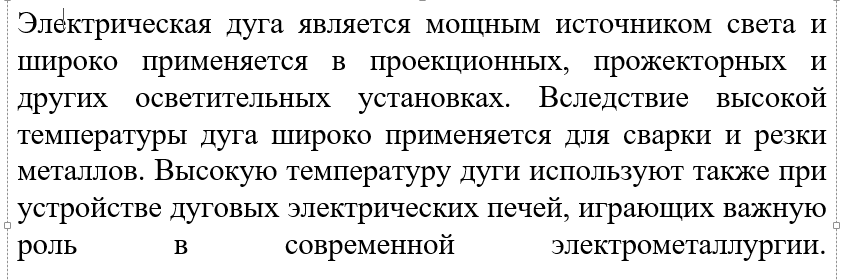 Электрическая дуга является мощным источником света и
широко применяется в проекционных, прожекторных и
других осветительных установках. Вследствие высокой
температуры дуга широко применяется для сварки и резки
металлов. Высокую температуру дуги используют также при
устройстве дуговых электрических печей, играющих важную
роль в современной электрометаллургии.